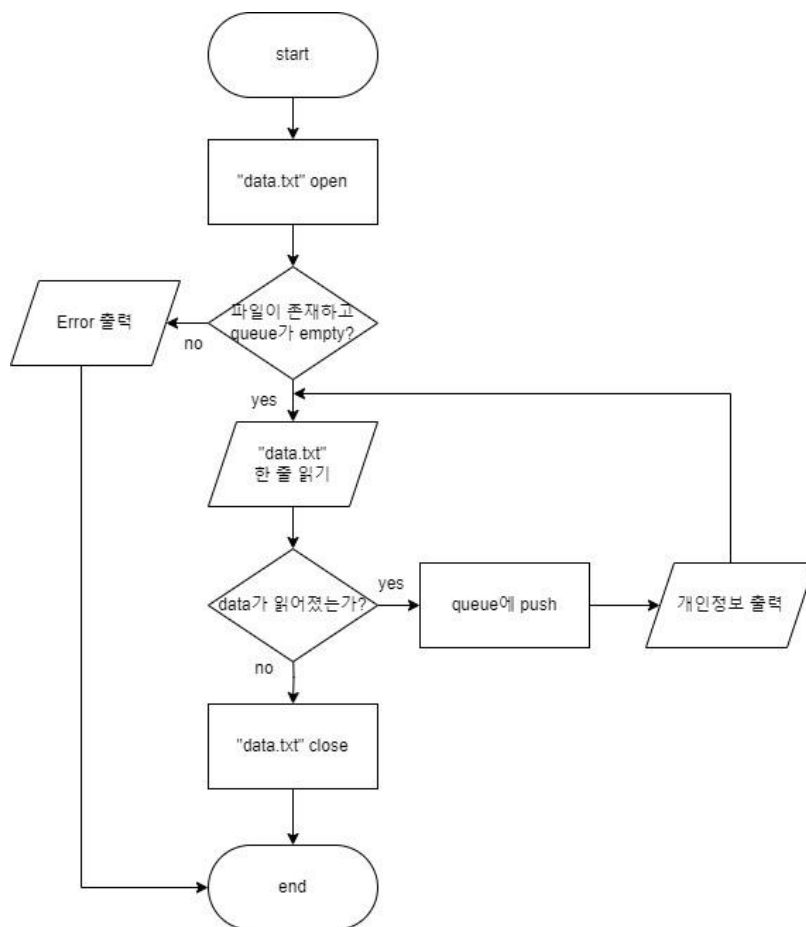 start
"data.txt" open
파일이 존재하고
queue가 empty?
Error 출력
no
yes
"data.txt"
한 줄 읽기
data가 읽어졌는가?
yes
queue에 push
개인정보 출력
no
"data.txt" close
end